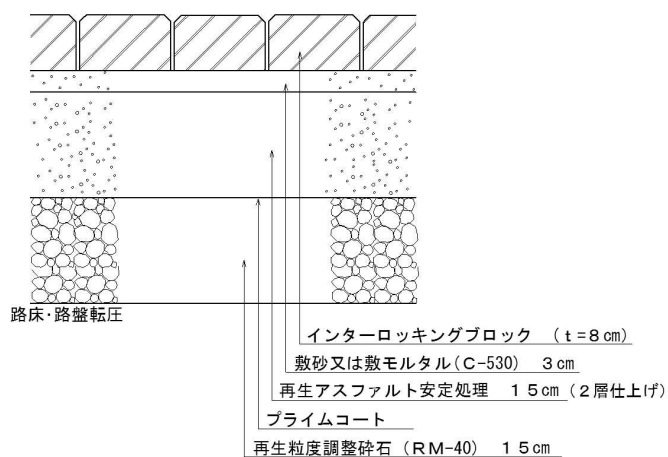 路床・路盤転圧
インターロッキングブロック （ｔ=８㎝）
敷砂又は敷モルタル(Ｃ-530) ３㎝
再生アスファルト安定処理 １５㎝ (２層仕上げ)
プライムコート
再生粒度調整砕石 (ＲＭ-40) １５㎝